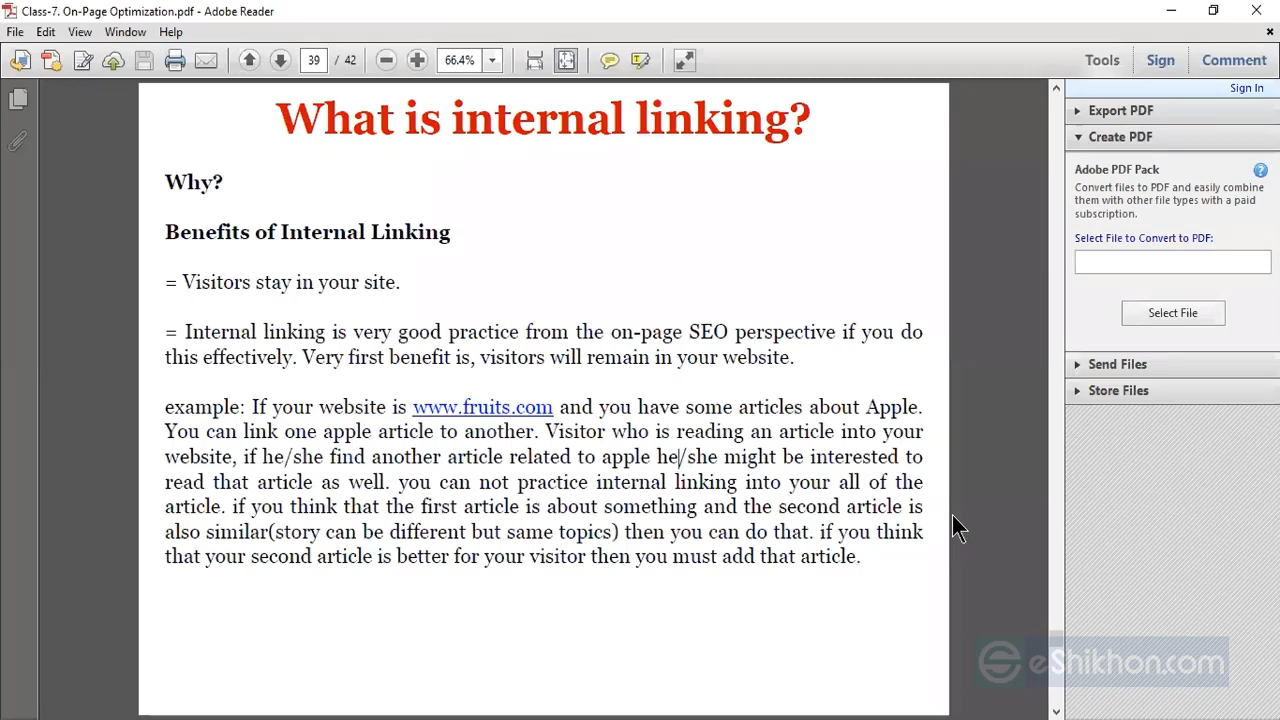 Class-7. On-Page Optimization.pdf - Adobe Reader
File Edit View Window Help
39 / 42 66.4% Tools Sign Comment
Sign In
Export PDF
Create PDF
Adobe PDF Pack
Convert files to PDF and easily combine
them with other file types with a paid
subscription.
Select File to Convert to PDF:
Select File
Send Files
Store Files
What is internal linking?
Why?
Benefits of Internal Linking
= Visitors stay in your site.
= Internal linking is very good practice from the on-page SEO perspective if you do
this effectively. Very first benefit is, visitors will remain in your website.
example: If your website is www.fruits.com and you have some articles about Apple.
You can link one apple article to another. Visitor who is reading an article into your
website, if he/she find another article related to apple he/she might be interested to
read that article as well. you can not practice internal linking into your all of the
article. if you think that the first article is about something and the second article is
also similar(story can be different but same topics) then you can do that. if you think
that your second article is better for your visitor then you must add that article.
eShikhon.com